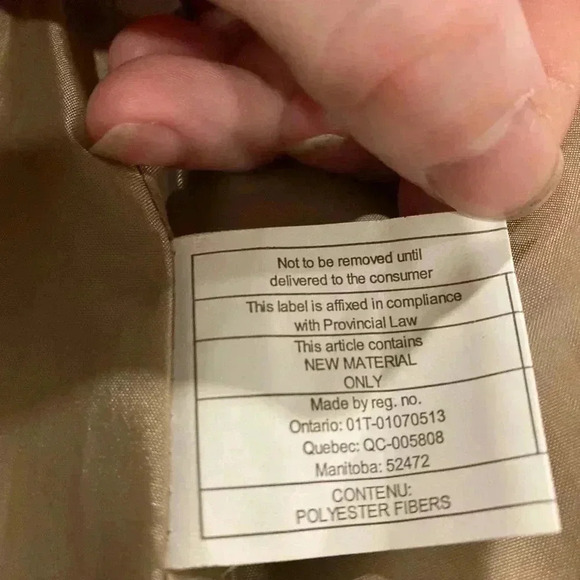 Not to be removed until
delivered to the consumer
This label is affixed in compliance
with Provincial Law
This article contains
NEW MATERIAL
ONLY
Made by reg. no.
Ontario: 01T-01070513
Quebec: QC-005808
Manitoba: 52472
CONTENU:
POLYESTER FIBERS